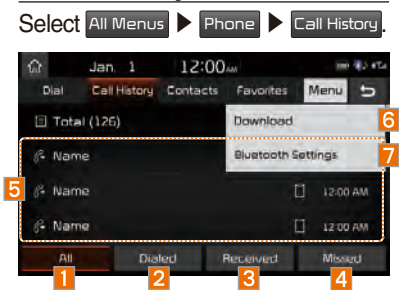 Select All Menus ▶ Phone ▶ Call History.
Jan. 1 12:00 AM
Dial Call History Contacts Favorites Menu
Total (126) Download 6
Name Bluetooth Settings 7
5 Name 12:00 AM
Name 12:00 AM
All Dialed Received Missed
1 2 3 4